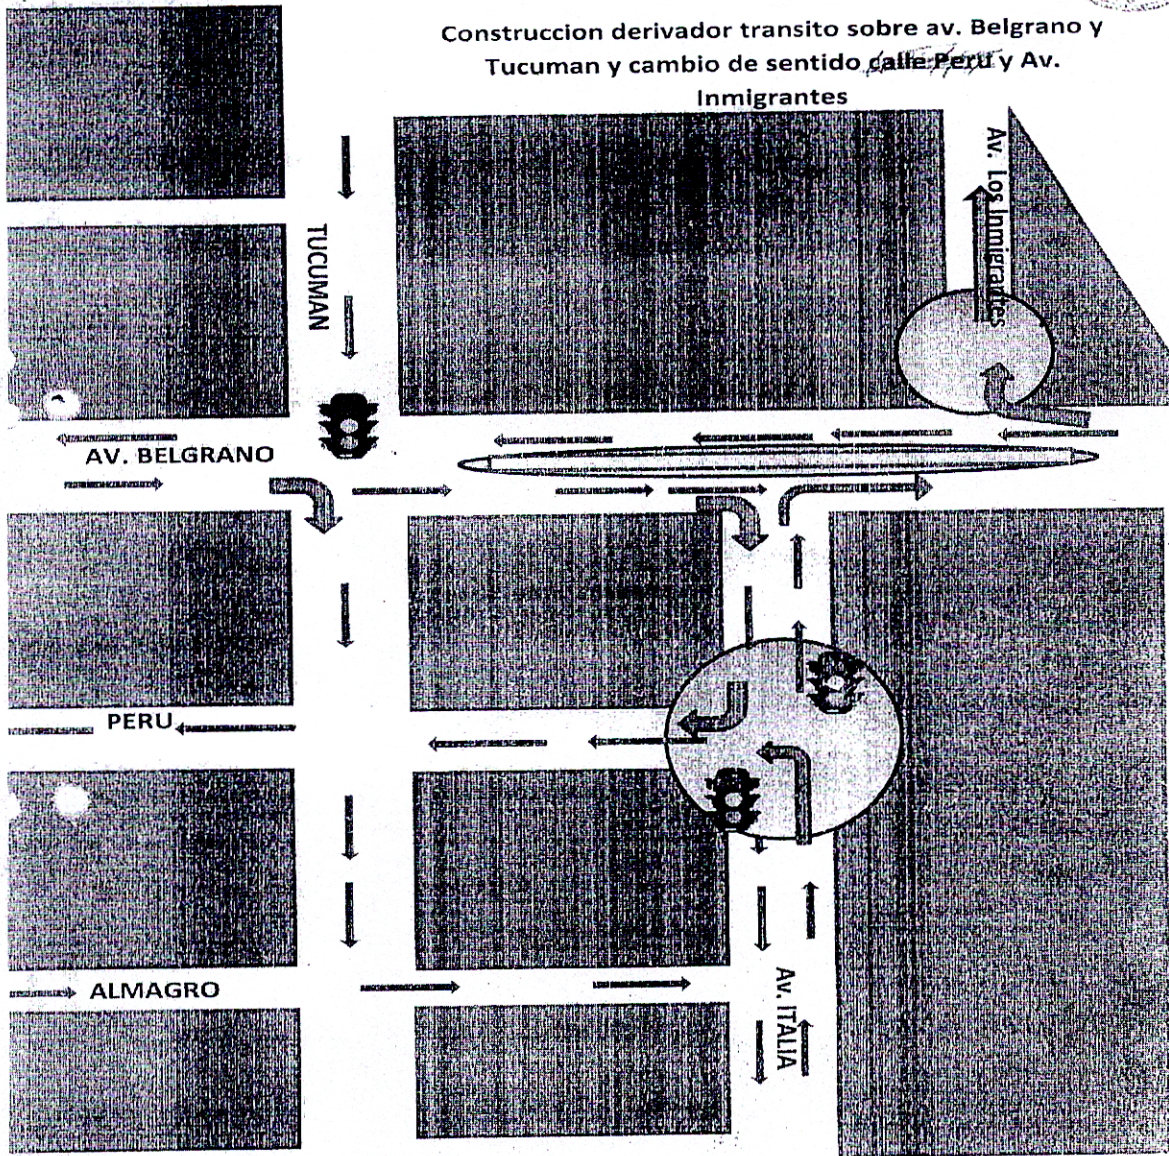 Construccion derivador transito sobre av. Belgrano y
Tucuman y cambio de sentido calle Peru y Av.
Inmigrantes
Av. Los Inmigrantes
TUCUMAN
AV. BELGRANO
PERU
ALMAGRO
Av. ITALIA